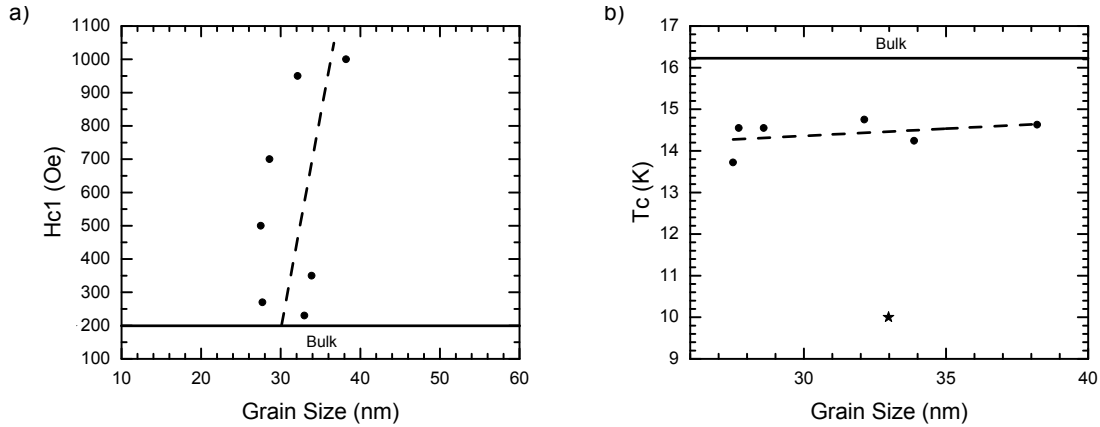 a)
1100
1000
900
800
700
600
500
400
300
200
100
Hc1 (Oe)
Bulk
10 20 30 40 50 60
Grain Size (nm)
b)
17
16
15
14
13
12
11
10
9
Tc (K)
Bulk
30 35 40
Grain Size (nm)